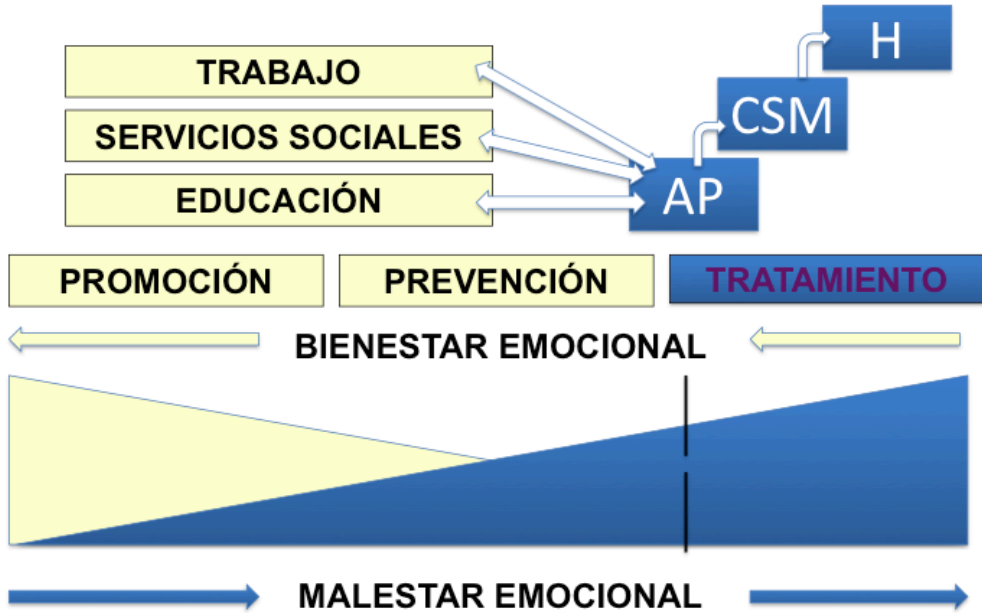 H
TRABAJO
CSM
SERVICIOS SOCIALES
AP
EDUCACIÓN
PROMOCIÓN
PREVENCIÓN
TRATAMIENTO
BIENESTAR EMOCIONAL
MALESTAR EMOCIONAL